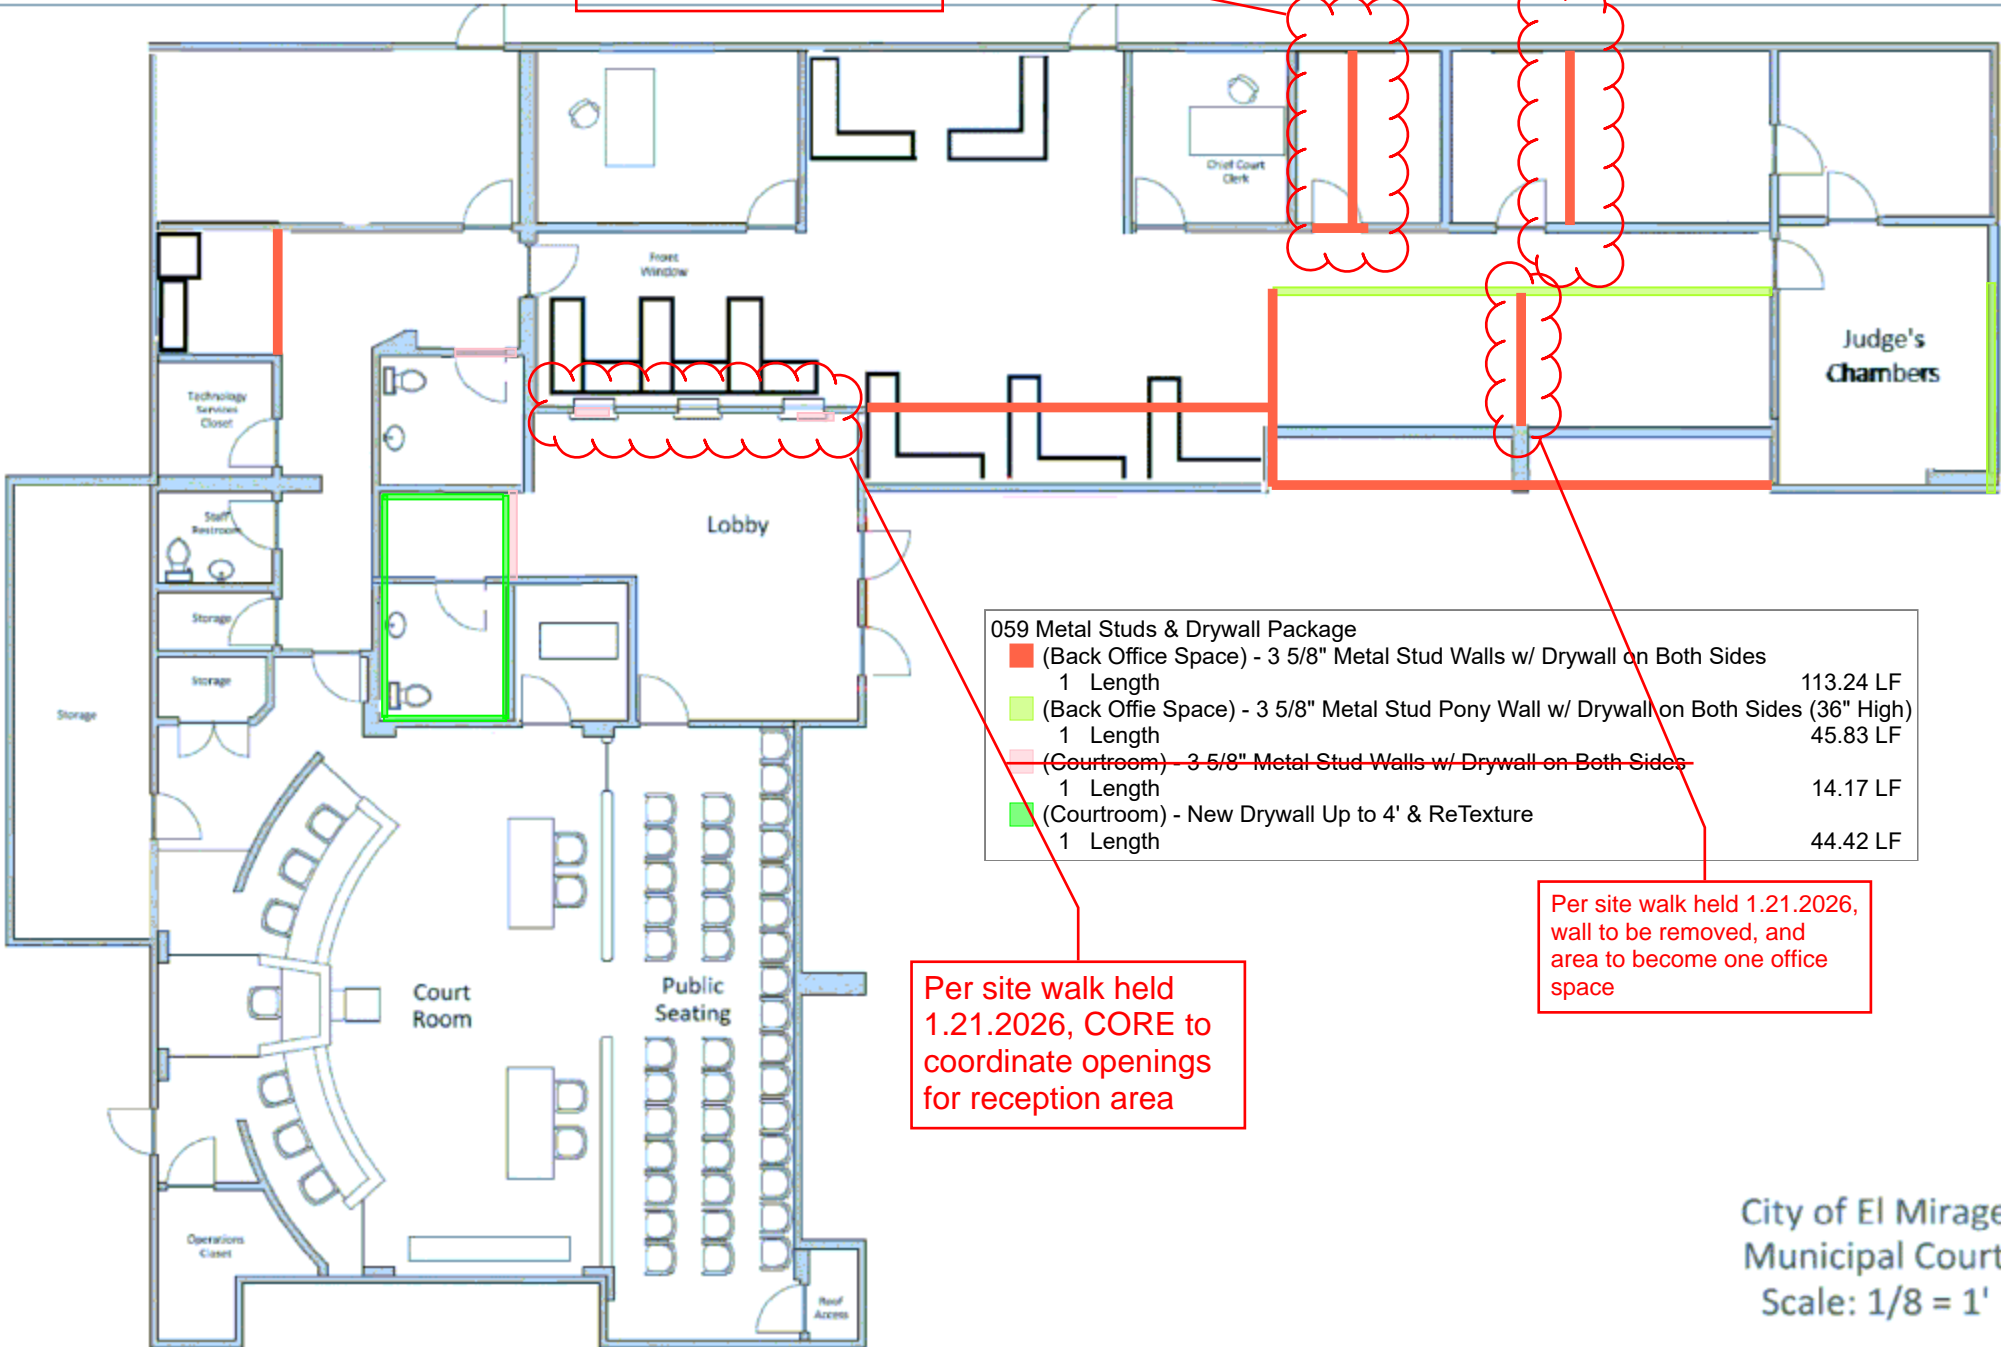 Chief Court
Clerk
Front
Window
Judge's
Chambers
Technology
Services
Closet
Lobby
Staff
Restroom
Storage
Storage
Storage
059 Metal Studs & Drywall Package
(Back Office Space) - 3 5/8" Metal Stud Walls w/ Drywall on Both Sides
1 Length 113.24 LF
(Back Offie Space) - 3 5/8" Metal Stud Pony Wall w/ Drywall on Both Sides (36" High)
1 Length 45.83 LF
(Courtroom) - 3 5/8" Metal Stud Walls w/ Drywall on Both Sides
1 Length 14.17 LF
(Courtroom) - New Drywall Up to 4' & ReTexture
1 Length 44.42 LF
Per site walk held 1.21.2026,
wall to be removed, and
area to become one office
space
Per site walk held
1.21.2026, CORE to
coordinate openings
for reception area
Court
Room
Public
Seating
Operations
Closet
Roof
Access
City of El Mirage
Municipal Court
Scale: 1/8 = 1'